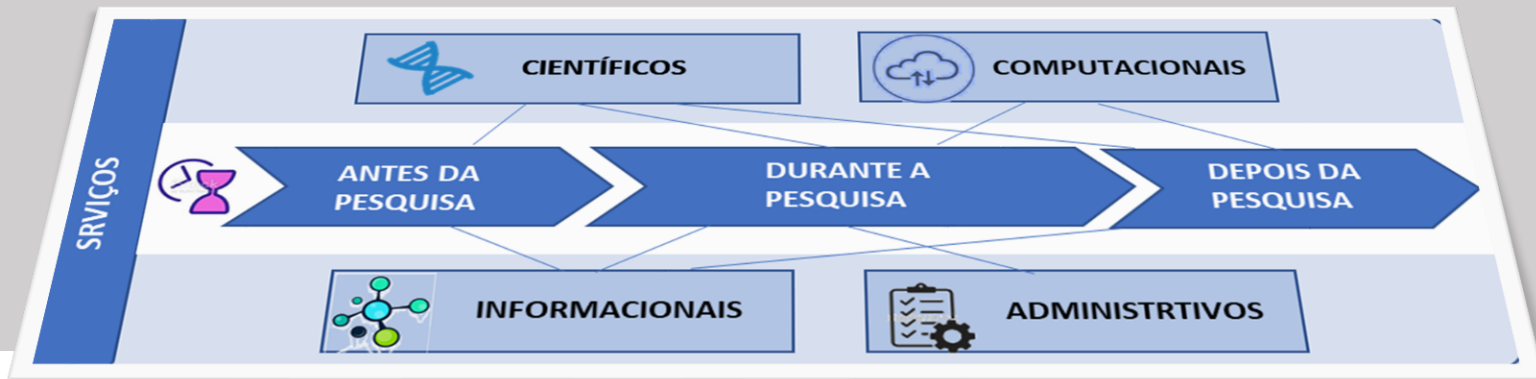 SRVIÇOS
CIENTÍFICOS
COMPUTACIONAIS
ANTES DA
PESQUISA
DURANTE A
PESQUISA
DEPOIS DA
PESQUISA
INFORMACIONAIS
ADMINISTRTIVOS